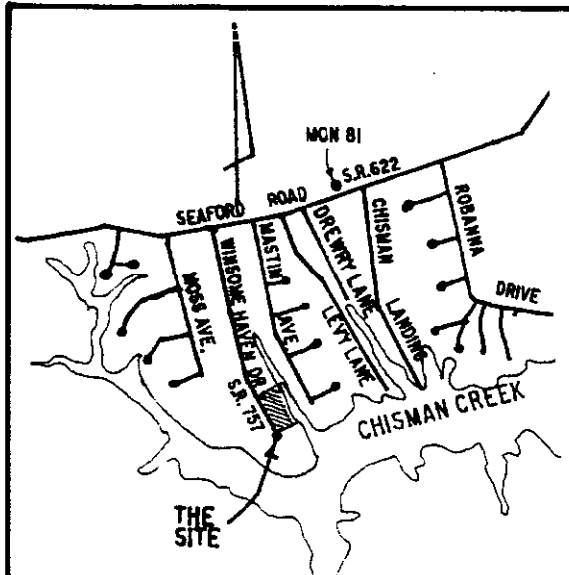 MON 81
S.R. 622
SEAFORD ROAD
MOSS AVE.
WINSOME HAVEN DR.
S.R. 757
MASTIN AVE.
LEVY LANE
DREWRY LANE
CHISMAN LANDING
ROBANNA DRIVE
CHISMAN CREEK
THE
SITE